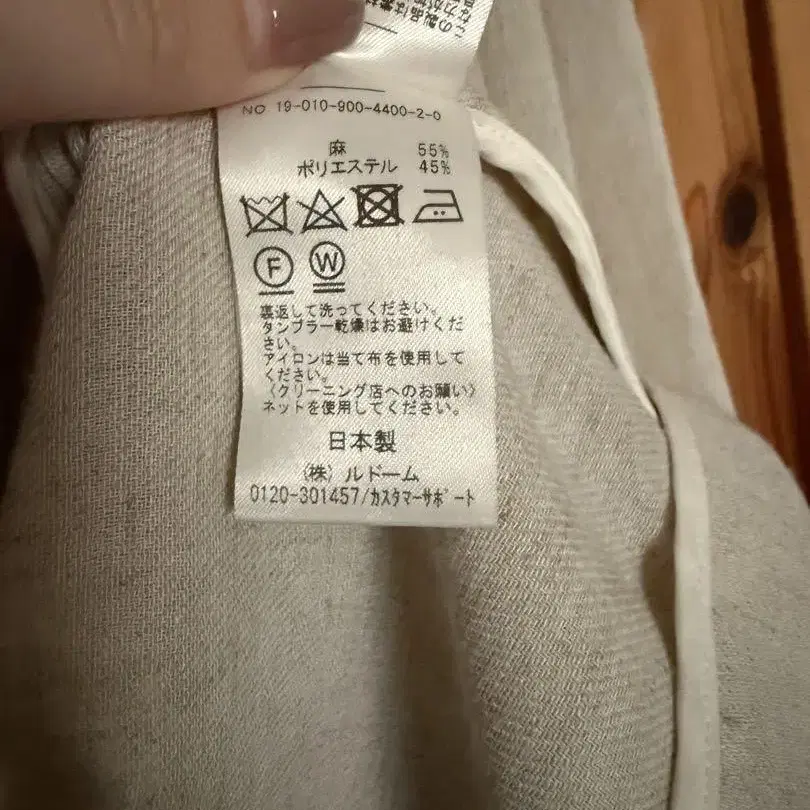 この製品は
NO 19-010-900-4400-2-0
麻 55%
ポリエステル 45%
F W
裏返して洗ってください。
タンブラー乾燥はお避けくだ
さい。
アイロンは当て布を使用して
ください。
〈クリーニング店へのお願い〉
ネットを使用してください。
日本製
(株) ルドーム
0120-301457/カスタマーサポート